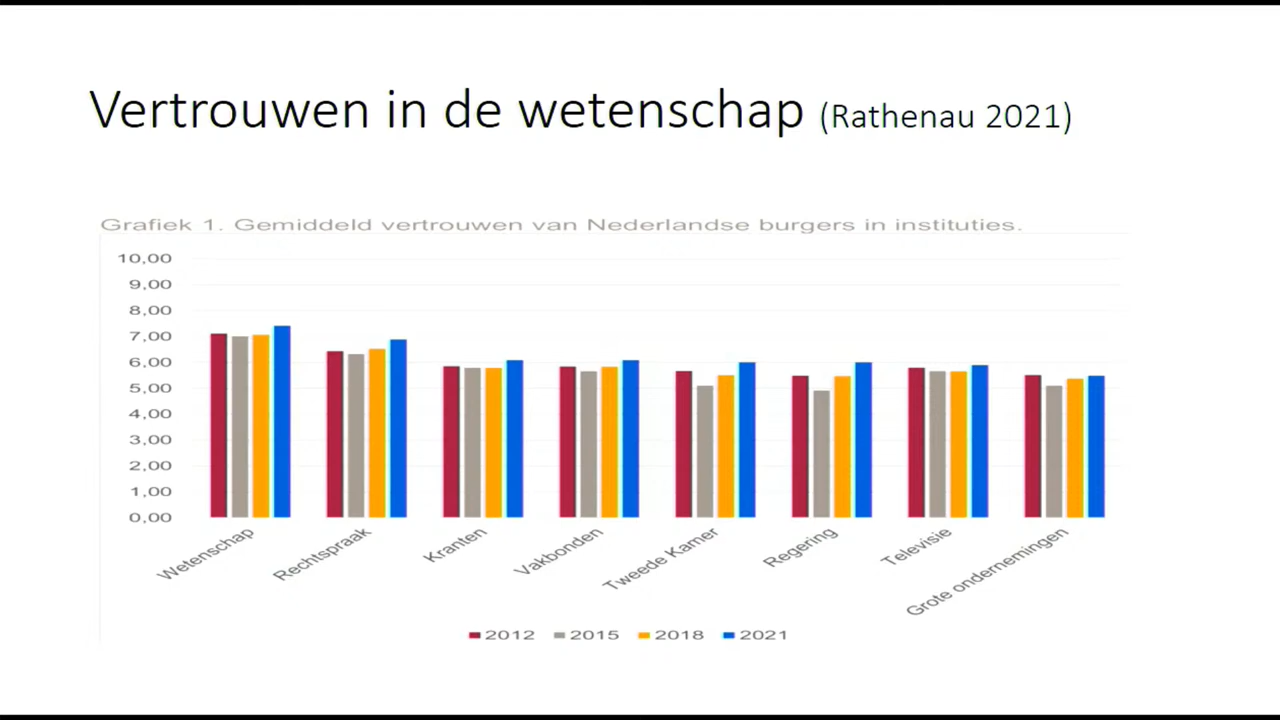 Vertrouwen in de wetenschap (Rathenau 2021)
Grafiek 1. Gemiddeld vertrouwen van Nederlandse burgers in instituties.
10,00
9,00
8,00
7,00
6,00
5,00
4,00
3,00
2,00
1,00
0,00
Wetenschap
Rechtspraak
Kranten
Vakbonden
Tweede Kamer
Regering
Televisie
Grote ondernemingen
2012 2015 2018 2021